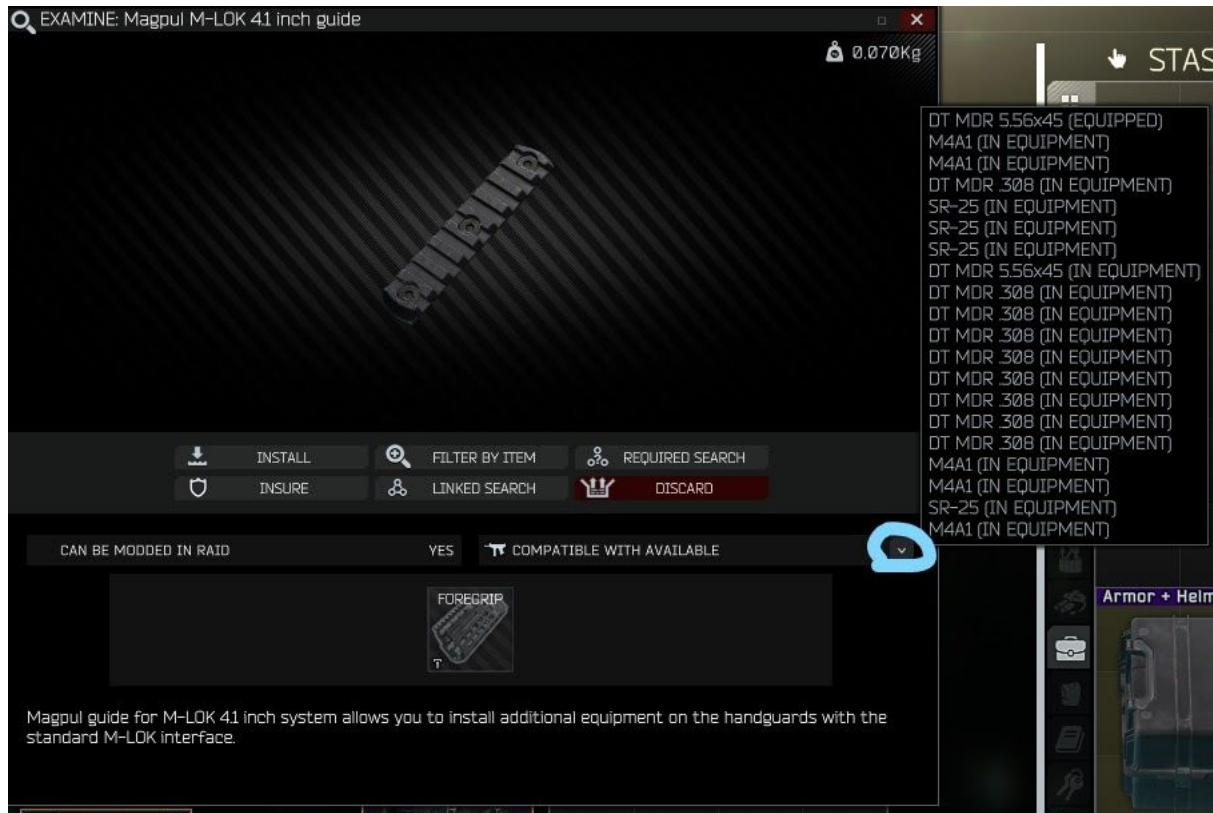 EXAMINE: Magpul M-LOK 4.1 inch guide
0.070Kg
STAS
DT MDR 5.56x45 (EQUIPPED)
M4A1 (IN EQUIPMENT)
M4A1 (IN EQUIPMENT)
DT MDR .308 (IN EQUIPMENT)
SR-25 (IN EQUIPMENT)
SR-25 (IN EQUIPMENT)
SR-25 (IN EQUIPMENT)
DT MDR 5.56x45 (IN EQUIPMENT)
DT MDR .308 (IN EQUIPMENT)
DT MDR .308 (IN EQUIPMENT)
DT MDR .308 (IN EQUIPMENT)
DT MDR .308 (IN EQUIPMENT)
DT MDR .308 (IN EQUIPMENT)
DT MDR .308 (IN EQUIPMENT)
DT MDR .308 (IN EQUIPMENT)
DT MDR .308 (IN EQUIPMENT)
M4A1 (IN EQUIPMENT)
M4A1 (IN EQUIPMENT)
SR-25 (IN EQUIPMENT)
M4A1 (IN EQUIPMENT)
INSTALL
FILTER BY ITEM
REQUIRED SEARCH
INSURE
LINKED SEARCH
DISCARD
CAN BE MODDED IN RAID YES
COMPATIBLE WITH AVAILABLE
FOREGRIP
Armor + Helm
Magpul guide for M-LOK 4.1 inch system allows you to install additional equipment on the handguards with the
standard M-LOK interface.